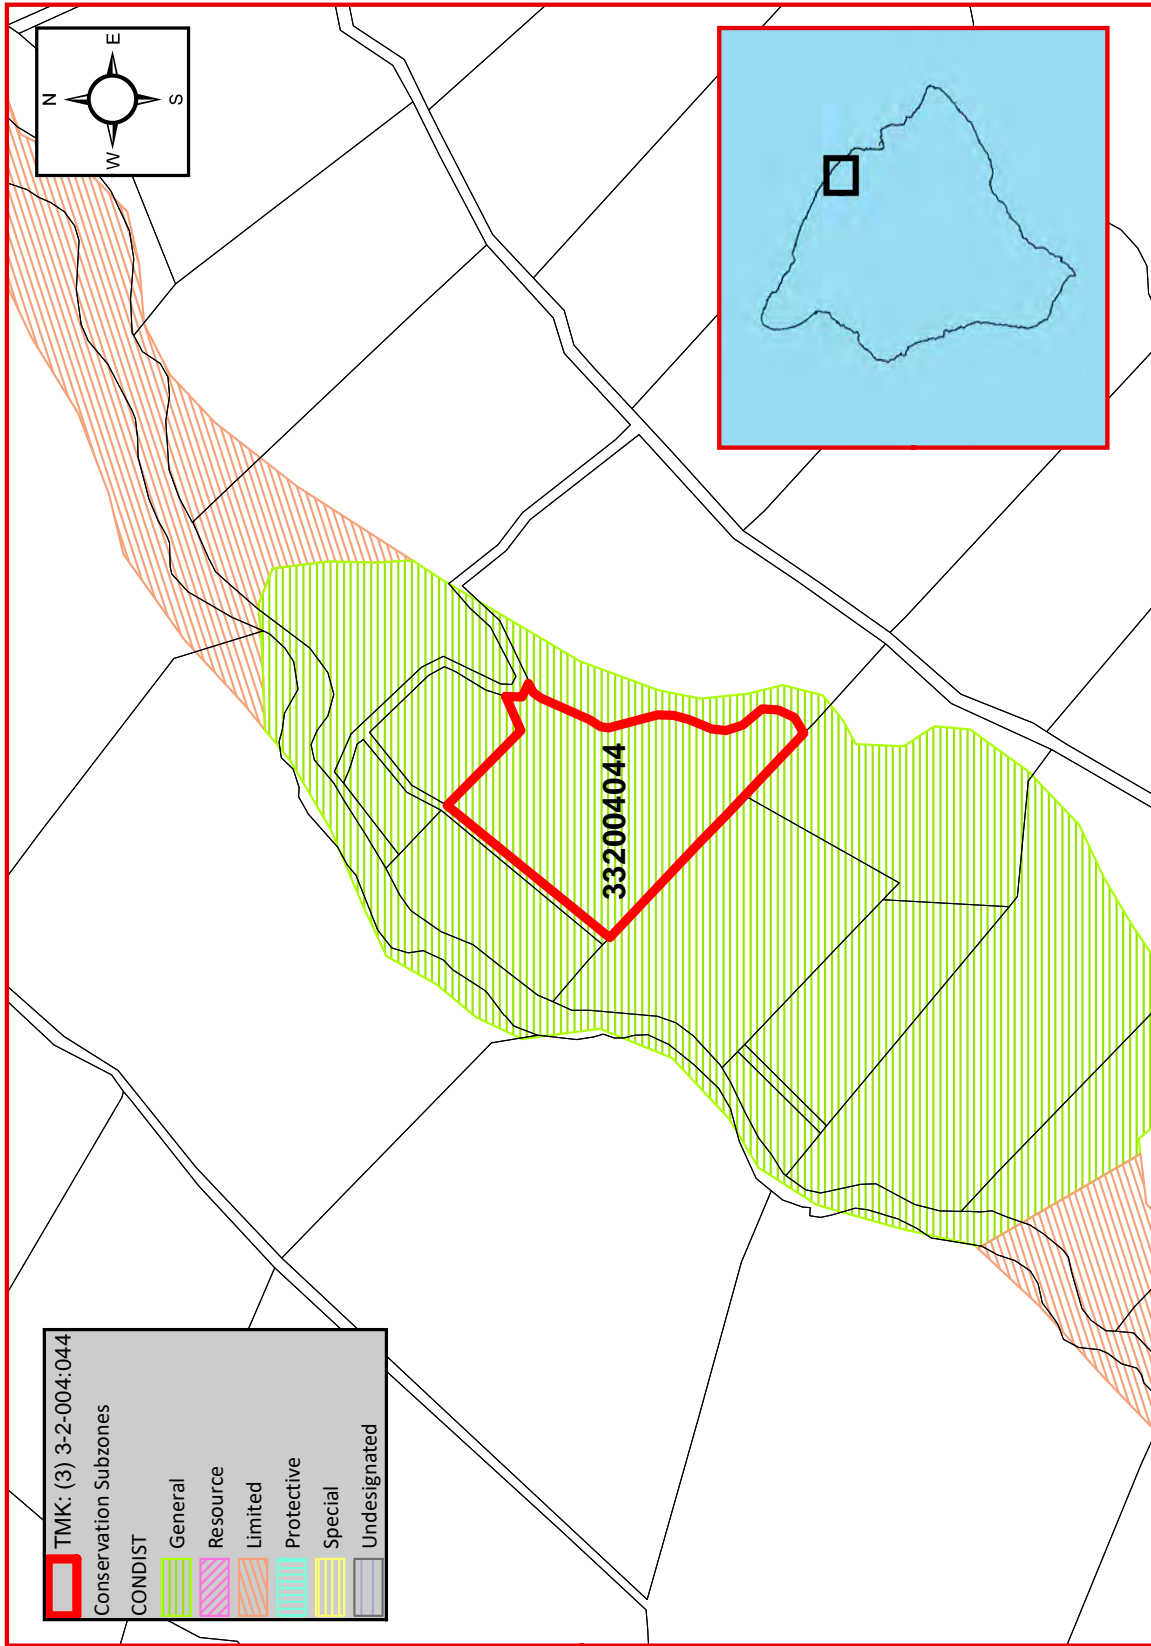 N
W
E
S
332004044
TMK: (3) 3-2-004:044
Conservation Subzones
CONDIST
General
Resource
Limited
Protective
Special
Undesignated